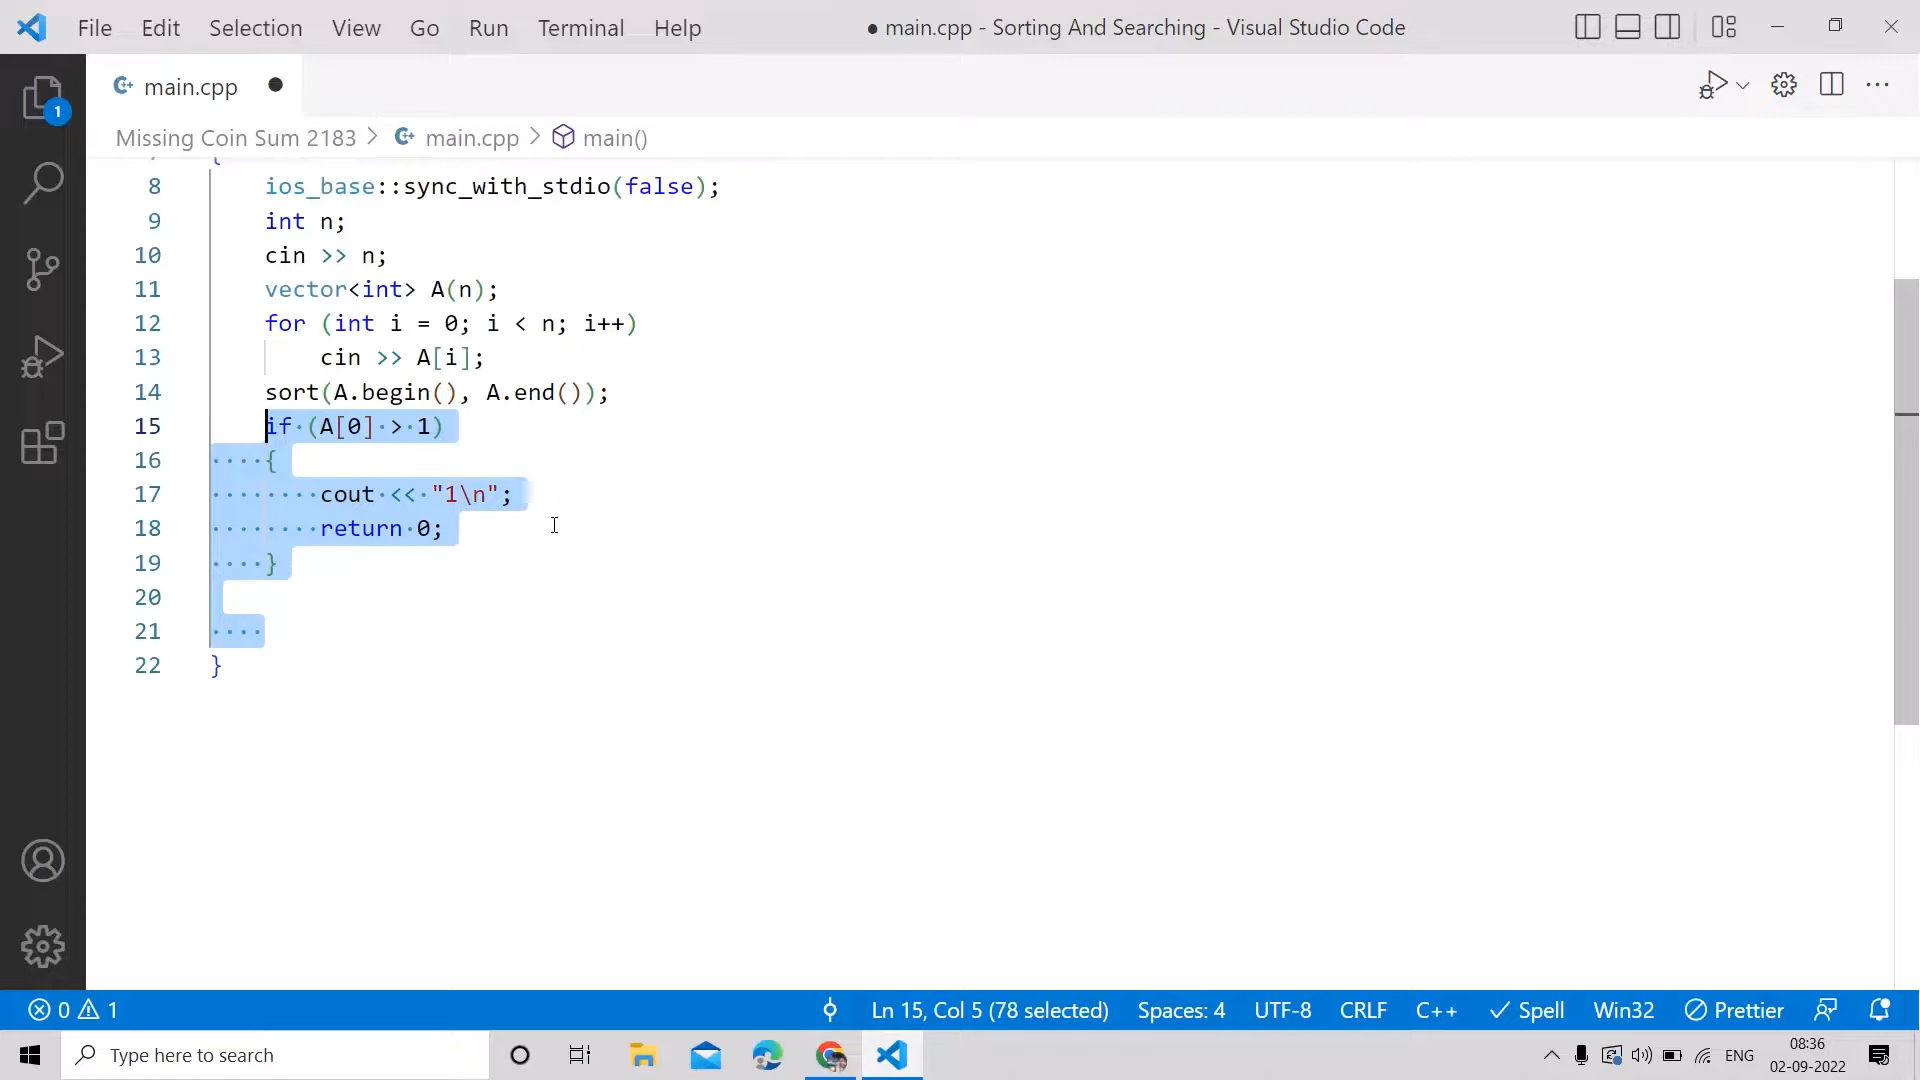 File Edit Selection View Go Run Terminal Help ● main.cpp - Sorting And Searching - Visual Studio Code
1
main.cpp ●
Missing Coin Sum 2183 > main.cpp > main()
{
8 ios_base::sync_with_stdio(false);
9 int n;
10 cin >> n;
11 vector<int> A(n);
12 for (int i = 0; i < n; i++)
13 cin >> A[i];
14 sort(A.begin(), A.end());
15 if (A[0] > 1)
16 {
17 cout << "1\n";
18 return 0;
19 }
20
21
22 }
0 1 Ln 15, Col 5 (78 selected) Spaces: 4 UTF-8 CRLF C++ Spell Win32 Prettier
Type here to search ENG 08:36
02-09-2022